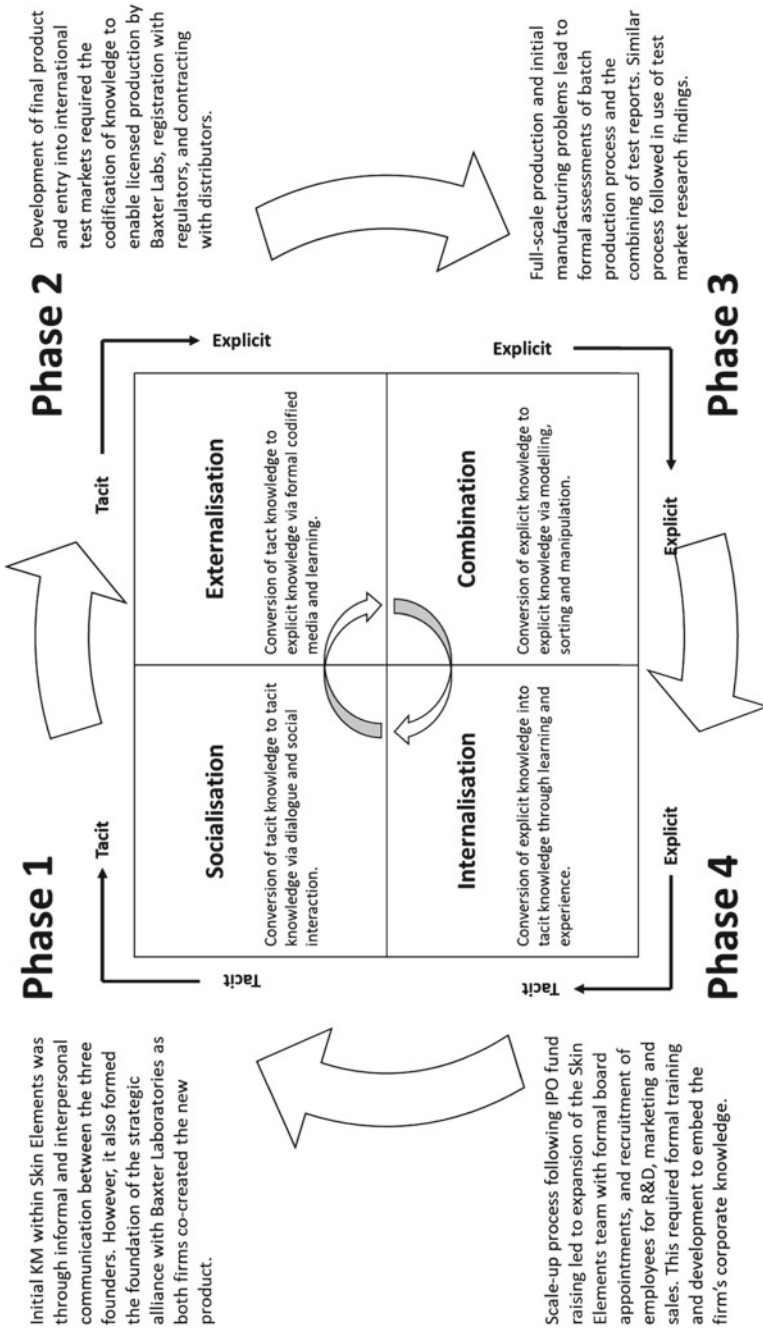 Phase 1
Initial KM within Skin Elements was
through informal and interpersonal
communication between the three
founders. However, it also formed
the foundation of the strategic
alliance with Baxter Laboratories as
both firms co-created the new
product.
Tacit
Tacit
Socialisation
Conversion of tacit knowledge to tacit
knowledge via dialogue and social
interaction.
Phase 2
Development of final product
and entry into international
test markets required the
codification of knowledge to
enable licensed production by
Baxter Labs, registration with
regulators, and contracting
with distributors.
Tacit
Explicit
Externalisation
Conversion of tact knowledge to
explicit knowledge via formal codified
media and learning.
Phase 3
Full-scale production and initial
manufacturing problems lead to
formal assessments of batch
production process and the
combining of test reports. Similar
process followed in use of test
market research findings.
Explicit
Explicit
Combination
Conversion of explicit knowledge to
explicit knowledge via modelling,
sorting and manipulation.
Phase 4
Scale-up process following IPO fund
raising led to expansion of the Skin
Elements team with formal board
appointments, and recruitment of
employees for R&D, marketing and
sales. This required formal training
and development to embed the
firm's corporate knowledge.
Explicit
Tacit
Internalisation
Conversion of explicit knowledge into
tacit knowledge through learning and
experience.